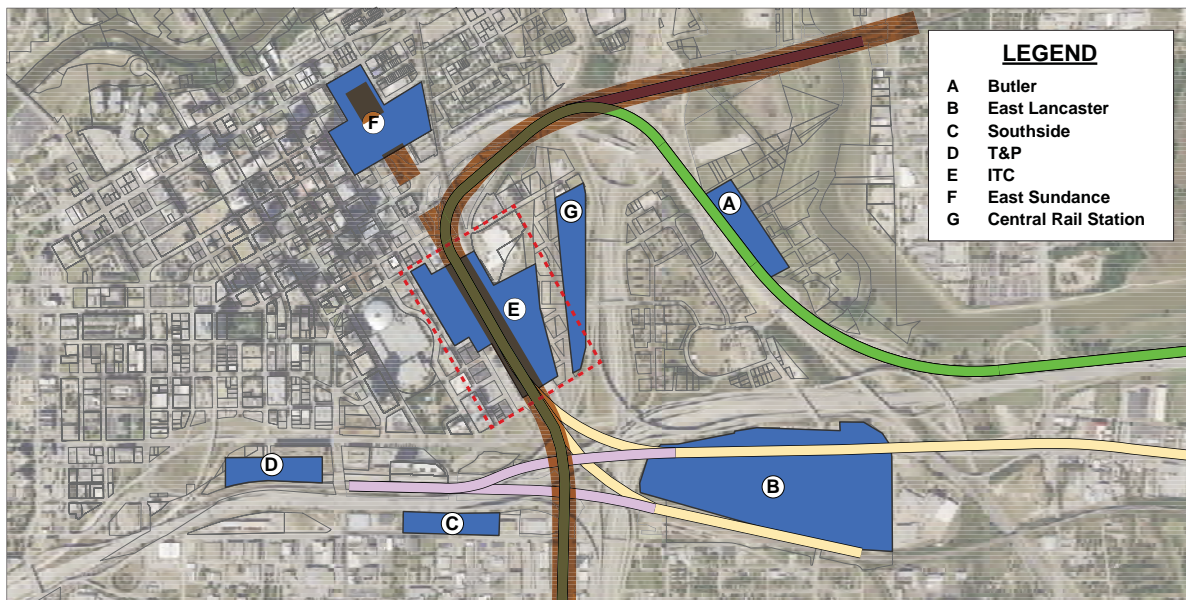 LEGEND
A Butler
B East Lancaster
C Southside
D T&P
E ITC
F East Sundance
G Central Rail Station
F
A
G
E
D
B
C